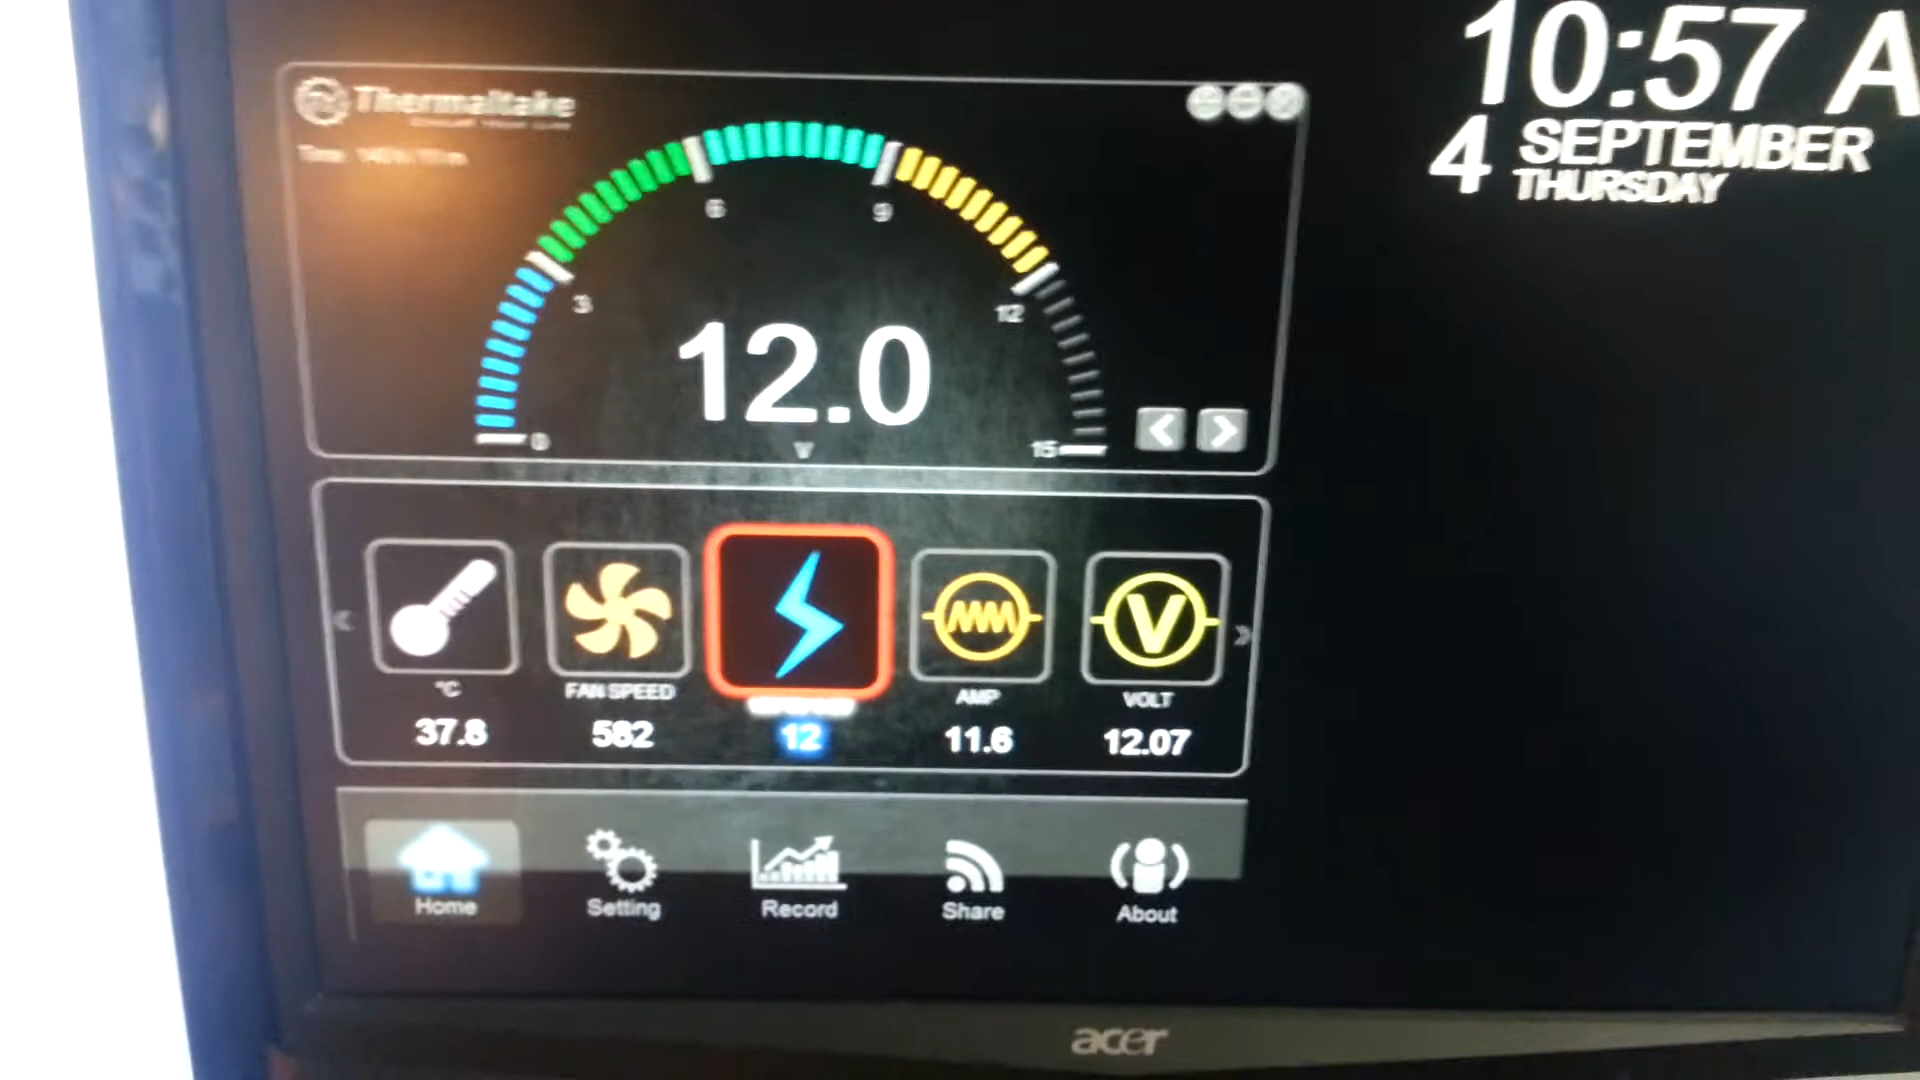 10:57 A
4 SEPTEMBER
THURSDAY
Thermaltake
0
3
6
9
12
15
12.0
V
°C
37.8
FAN SPEED
582
12
AMP
11.6
VOLT
12.07
Home
Setting
Record
Share
About
acer